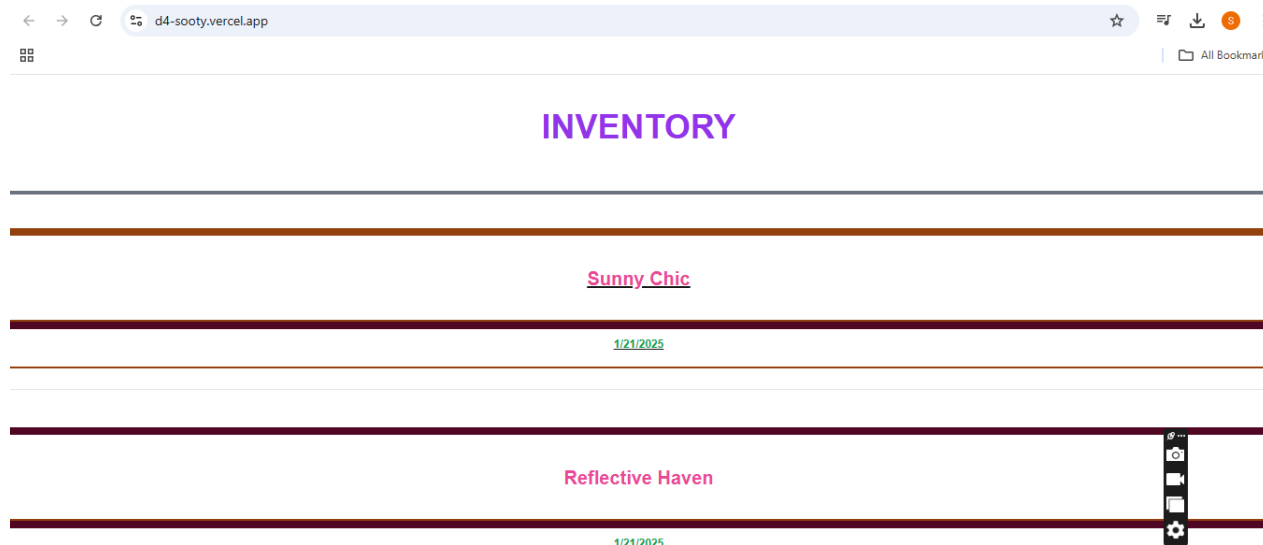 d4-sooty.vercel.app
S
All Bookmark
INVENTORY
Sunny Chic
1/21/2025
Reflective Haven
1/21/2025